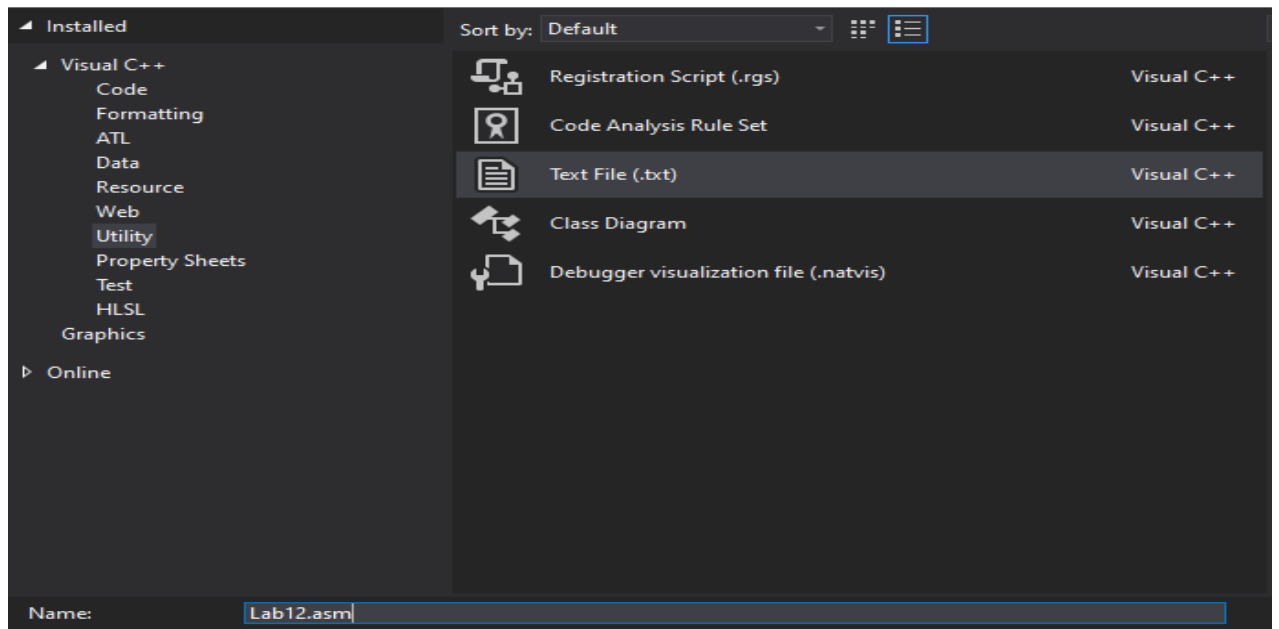 Installed
Sort by: Default
Visual C++
Code
Formatting
ATL
Data
Resource
Web
Utility
Property Sheets
Test
HLSL
Graphics
Online
Registration Script (.rgs) Visual C++
Code Analysis Rule Set Visual C++
Text File (.txt) Visual C++
Class Diagram Visual C++
Debugger visualization file (.natvis) Visual C++
Name: Lab12.asm